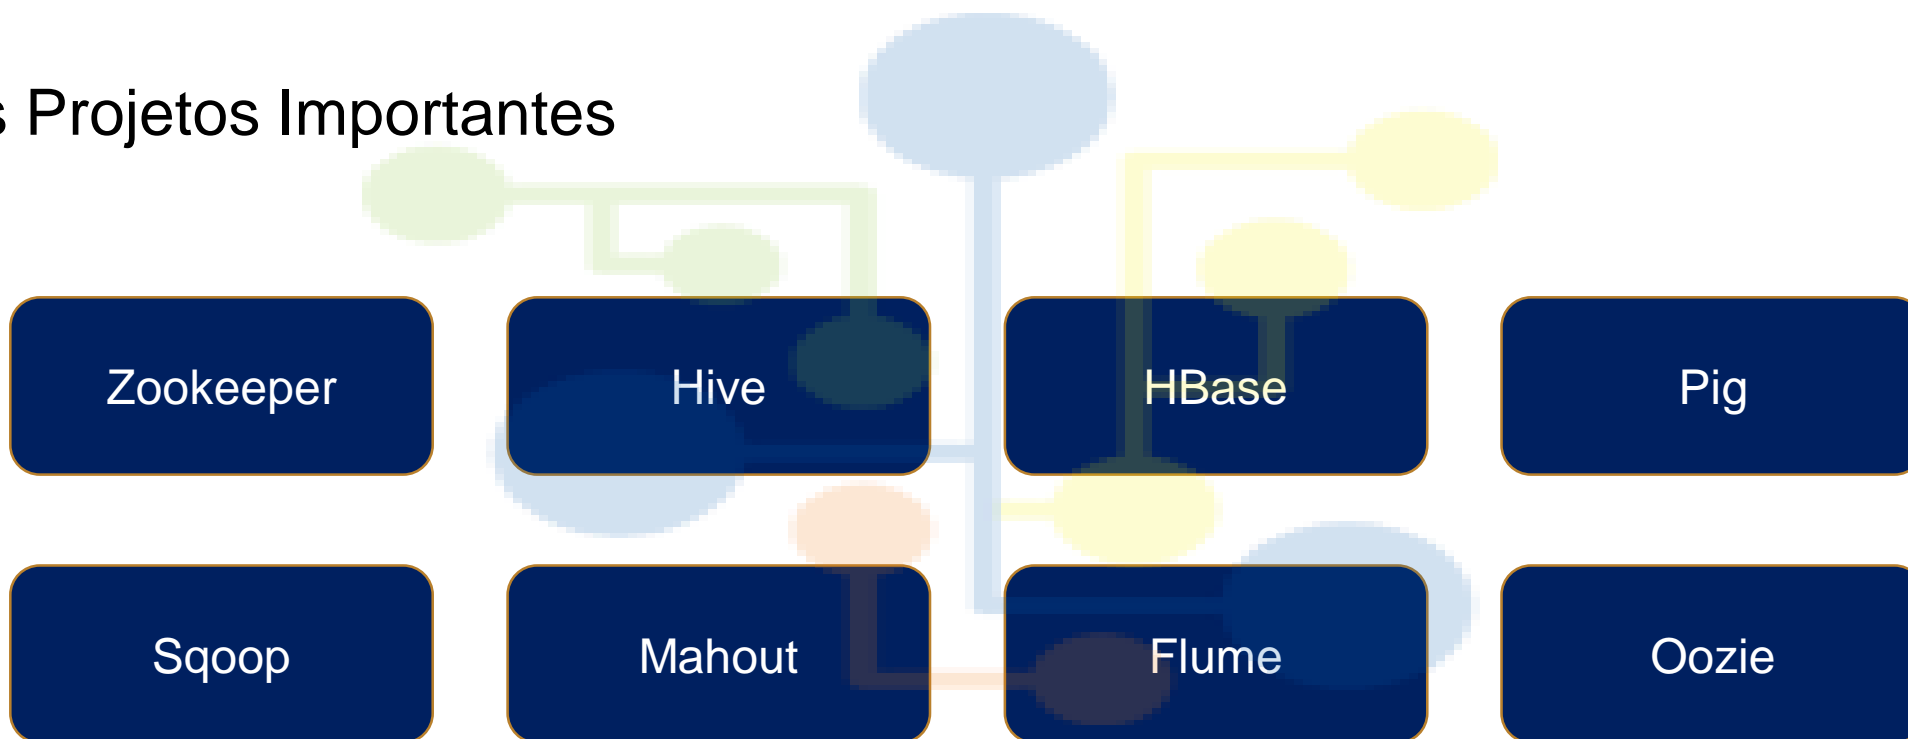 s Projetos Importantes
Zookeeper
Hive
HBase
Pig
Sqoop
Mahout
Flume
Oozie